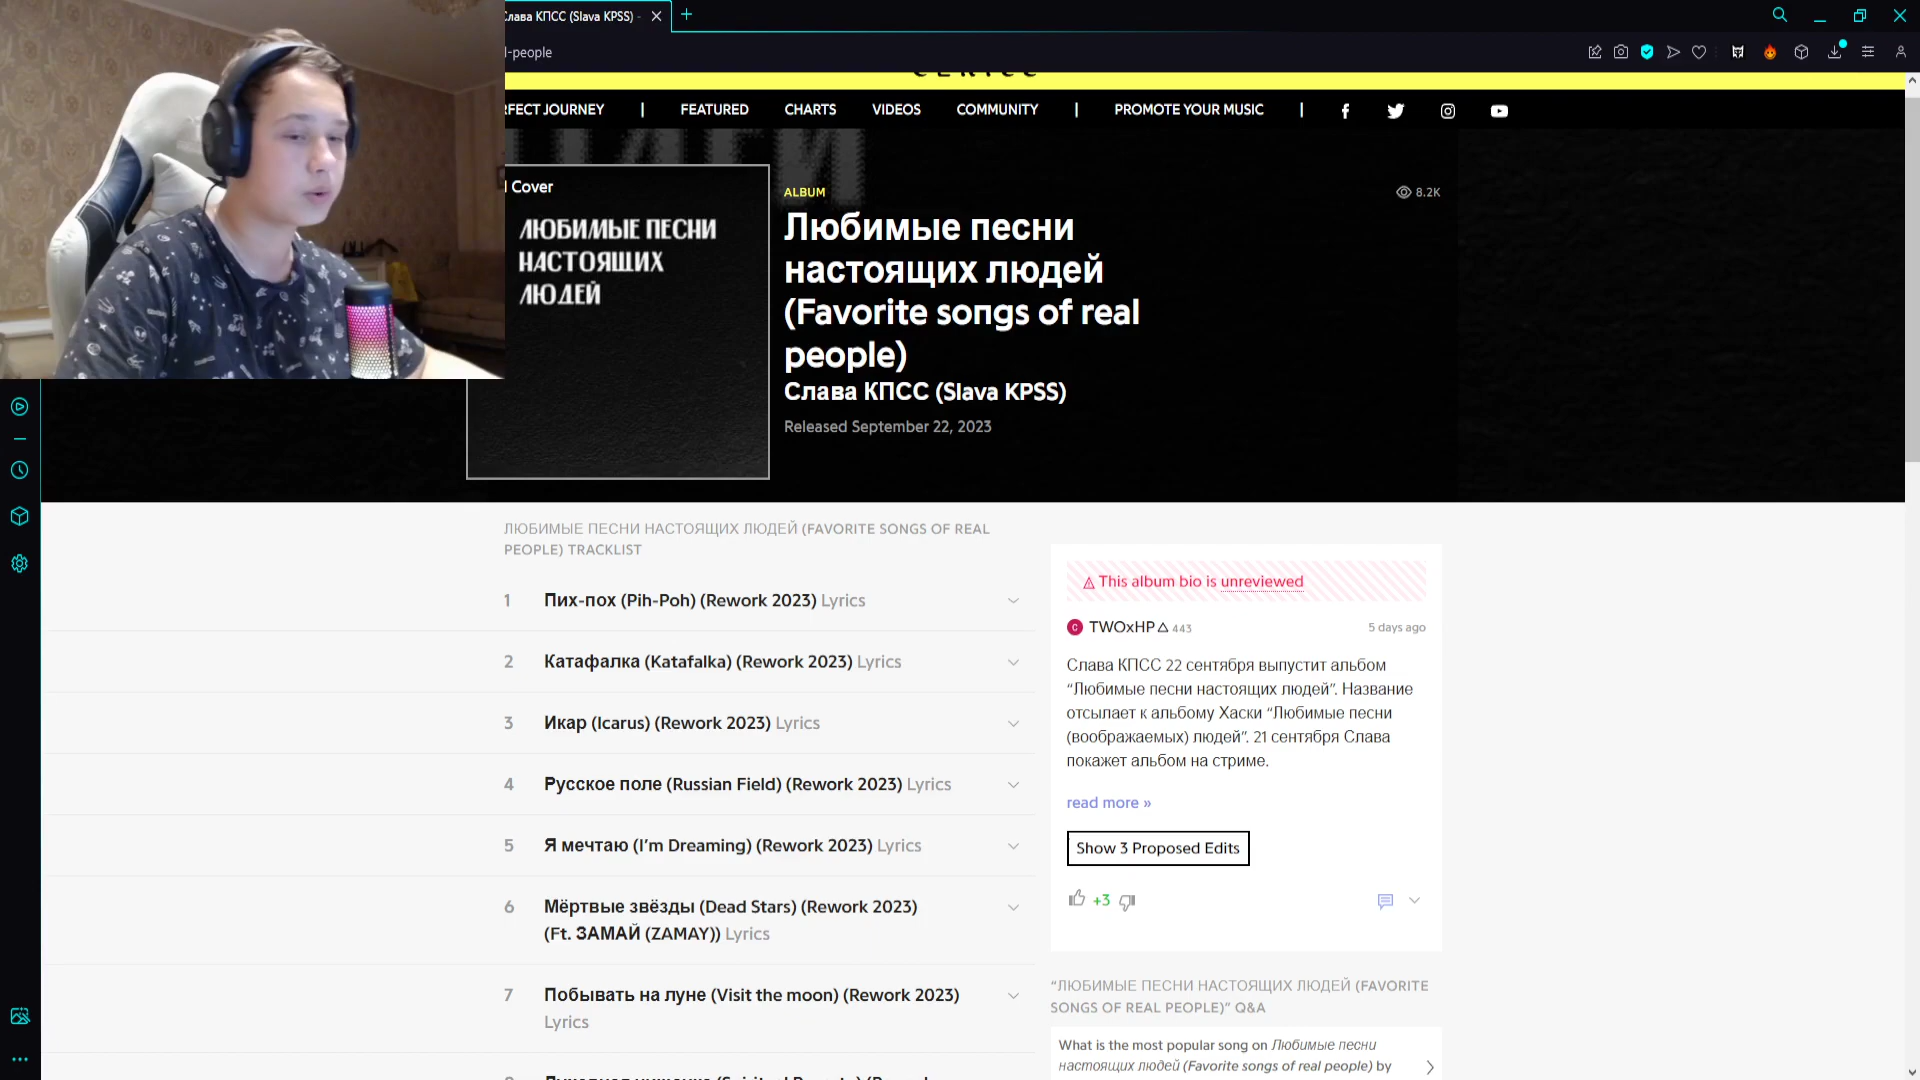 Слава КПСС (Slava KPSS) -
l-people
RFECT JOURNEY | FEATURED CHARTS VIDEOS COMMUNITY | PROMOTE YOUR MUSIC |
l Cover
ЛЮБИМЫЕ ПЕСНИ
НАСТОЯЩИХ
ЛЮДЕЙ
ALBUM
8.2K
Любимые песни
настоящих людей
(Favorite songs of real
people)
Слава КПСС (Slava KPSS)
Released September 22, 2023
ЛЮБИМЫЕ ПЕСНИ НАСТОЯЩИХ ЛЮДЕЙ (FAVORITE SONGS OF REAL
PEOPLE) TRACKLIST
1 Пих-пох (Pih-Poh) (Rework 2023) Lyrics
2 Катафалка (Katafalka) (Rework 2023) Lyrics
3 Икар (Icarus) (Rework 2023) Lyrics
4 Русское поле (Russian Field) (Rework 2023) Lyrics
5 Я мечтаю (I'm Dreaming) (Rework 2023) Lyrics
6 Мёртвые звёзды (Dead Stars) (Rework 2023)
(Ft. ЗАМАЙ (ZAMAY)) Lyrics
7 Побывать на луне (Visit the moon) (Rework 2023)
Lyrics
This album bio is unreviewed
TWOxHP 443
5 days ago
Слава КПСС 22 сентября выпустит альбом
“Любимые песни настоящих людей”. Название
отсылает к альбому Хаски “Любимые песни
(воображаемых) людей”. 21 сентября Слава
покажет альбом на стриме.
read more »
Show 3 Proposed Edits
+3
“ЛЮБИМЫЕ ПЕСНИ НАСТОЯЩИХ ЛЮДЕЙ (FAVORITE
SONGS OF REAL PEOPLE)” Q&A
What is the most popular song on Любимые песни
настоящих людей (Favorite songs of real people) by